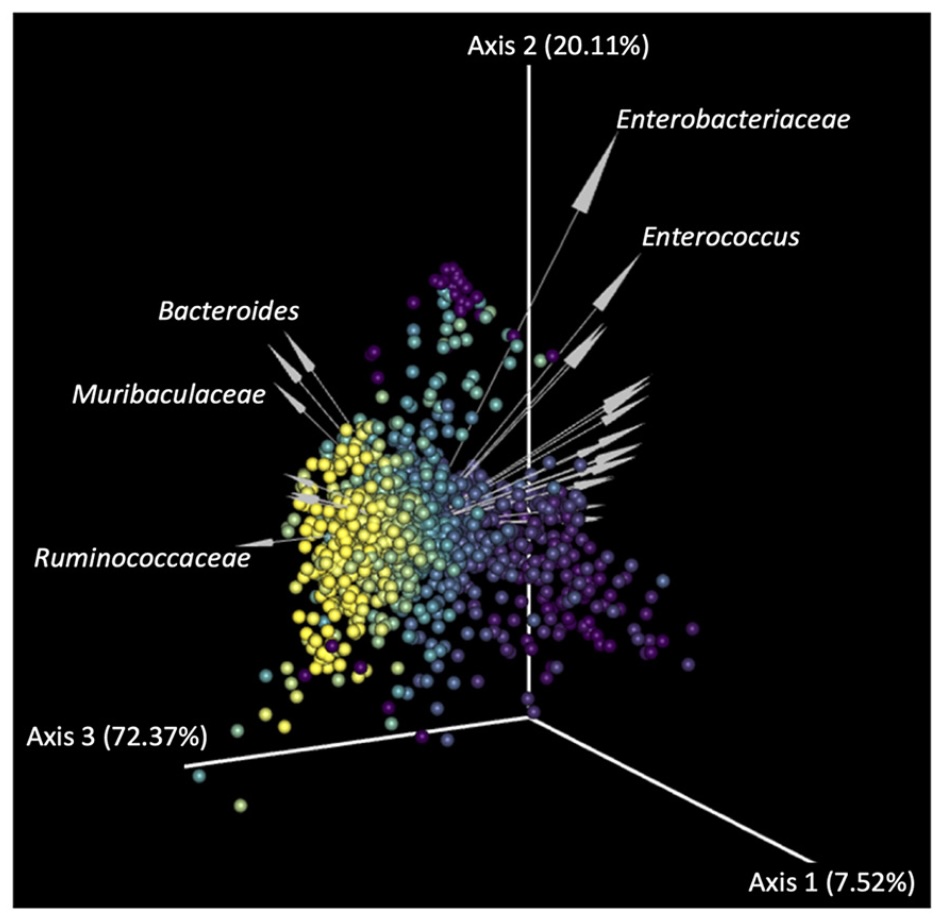 Axis 2 (20.11%)
Enterobacteriaceae
Enterococcus
Bacteroides
Muribaculaceae
Ruminococcaceae
Axis 3 (72.37%)
Axis 1 (7.52%)